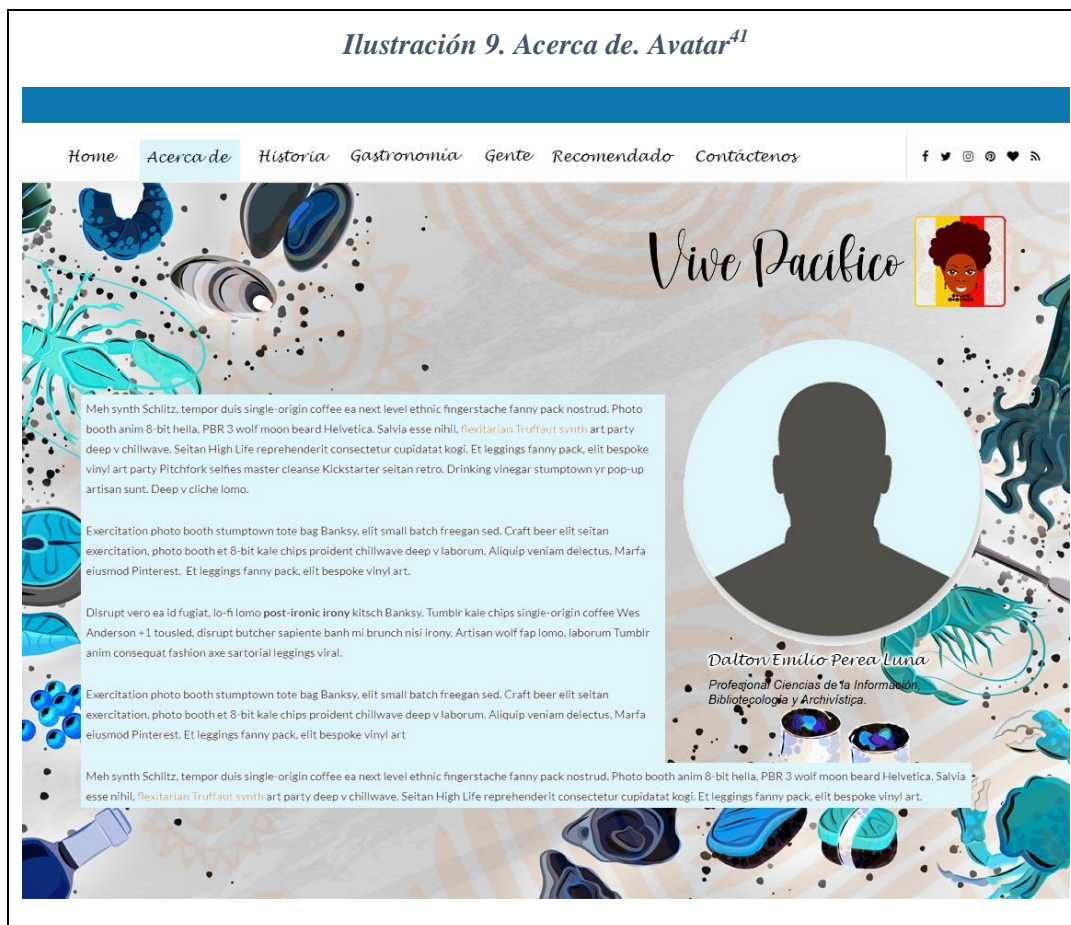 Ilustración 9. Acerca de. Avatar41
Home Acerca de Historia Gastronomía Gente Recomendado Contáctenos
Vive Pacífico
Meh synth Schlitz, tempor duis single-origin coffee ea next level ethnic fingerstache fanny pack nostrud. Photo
booth anim 8-bit hella, PBR 3 wolf moon beard Helvetica. Salvia esse nihil, flexitarian Truffaut synth art party
deep v chillwave. Seitan High Life reprehenderit consectetur cupidatat kogi. Et leggings fanny pack, elit bespoke
vinyl art party Pitchfork selfies master cleanse Kickstarter seitan retro. Drinking vinegar stumptown yr pop-up
artisan sunt. Deep v cliche lomo.
Exercitation photo booth stumptown tote bag Banksy, elit small batch freegan sed. Craft beer elit seitan
exercitation, photo booth et 8-bit kale chips proident chillwave deep v laborum. Aliquip veniam delectus, Marfa
eiusmod Pinterest. Et leggings fanny pack, elit bespoke vinyl art.
Disrupt vero ea id fugiat, lo-fi lomo post-ironic irony kitsch Banksy. Tumblr kale chips single-origin coffee Wes
Anderson +1 tousled, disrupt butcher sapiente banh mi brunch nisi irony. Artisan wolf fap lomo, laborum Tumblr
anim consequat fashion axe sartorial leggings viral.
Exercitation photo booth stumptown tote bag Banksy, elit small batch freegan sed. Craft beer elit seitan
exercitation, photo booth et 8-bit kale chips proident chillwave deep v laborum. Aliquip veniam delectus, Marfa
eiusmod Pinterest. Et leggings fanny pack, elit bespoke vinyl art
Dalton Emilio Perea Luna
Profesional Ciencias de la Información,
Bibliotecología y Archivística.
Meh synth Schlitz, tempor duis single-origin coffee ea next level ethnic fingerstache fanny pack nostrud. Photo booth anim 8-bit hella, PBR 3 wolf moon beard Helvetica. Salvia
esse nihil, flexitarian Truffaut synth art party deep v chillwave. Seitan High Life reprehenderit consectetur cupidatat kogi. Et leggings fanny pack, elit bespoke vinyl art.